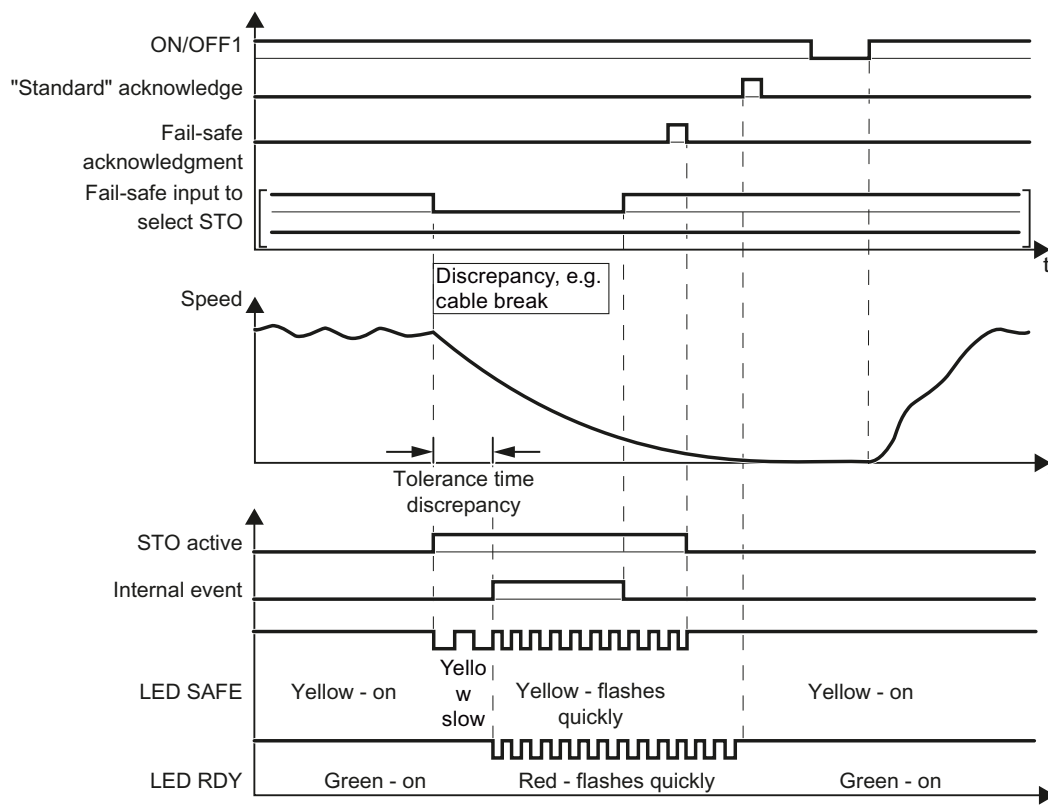 ON/OFF1
"Standard" acknowledge
Fail-safe
acknowledgment
Fail-safe input to
select STO
t
Discrepancy, e.g.
cable break
Speed
Tolerance time
discrepancy
STO active
Internal event
LED SAFE
Yellow - on
Yello
w
slow
Yellow - flashes
quickly
Yellow - on
LED RDY
Green - on
Red - flashes quickly
Green - on